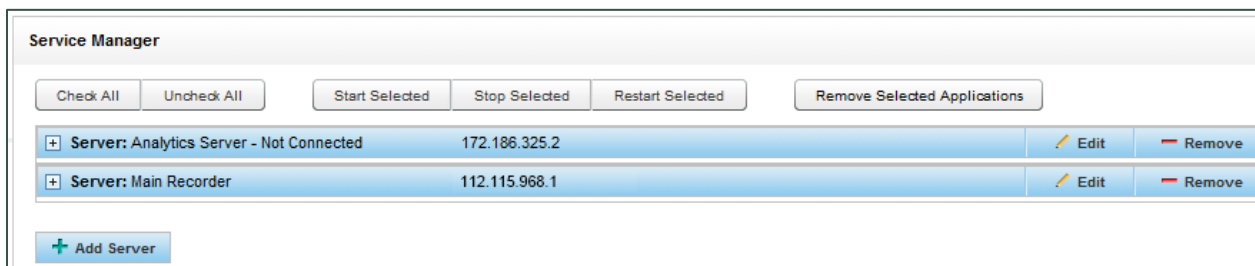 Service Manager
Check All Uncheck All Start Selected Stop Selected Restart Selected Remove Selected Applications
Server: Analytics Server - Not Connected 172.186.325.2 Edit Remove
Server: Main Recorder 112.115.968.1 Edit Remove
Add Server